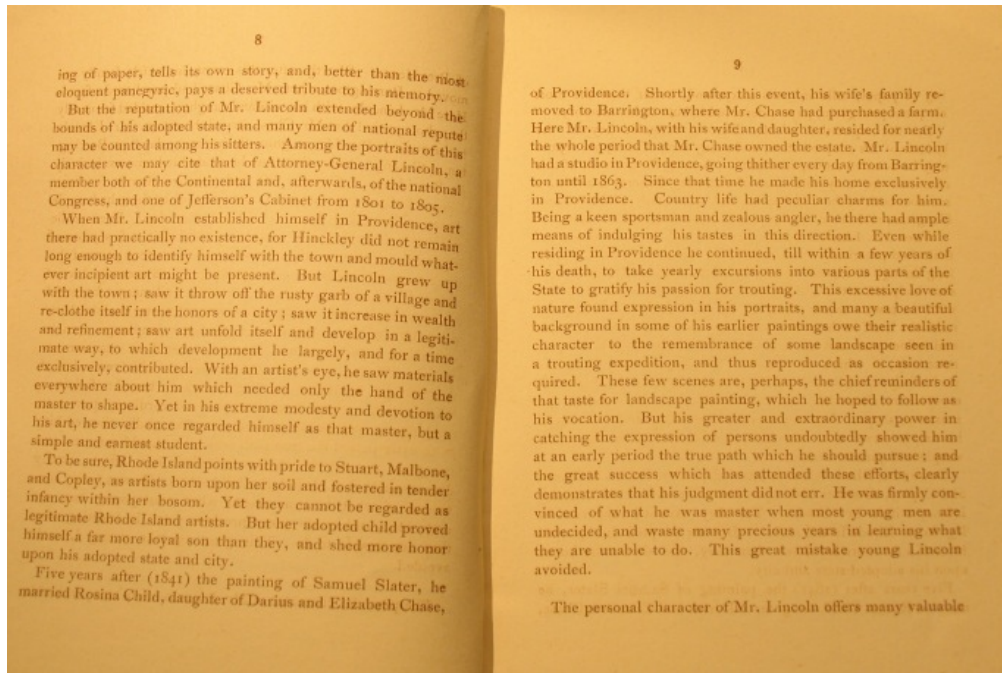 8
ing of paper, tells its own story, and, better than the most
eloquent panegyric, pays a deserved tribute to his memory.
But the reputation of Mr. Lincoln extended beyond the
bounds of his adopted state, and many men of national repute
may be counted among his sitters. Among the portraits of this
character we may cite that of Attorney-General Lincoln, a
member both of the Continental and, afterwards, of the national
Congress, and one of Jefferson's Cabinet from 1801 to 1805.
When Mr. Lincoln established himself in Providence, art
there had practically no existence, for Hinckley did not remain
long enough to identify himself with the town and mould what-
ever incipient art might be present. But Lincoln grew up
with the town; saw it throw off the rusty garb of a village and
re-clothe itself in the honors of a city; saw it increase in wealth
and refinement; saw art unfold itself and develop in a legiti-
mate way, to which development he largely, and for a time
exclusively, contributed. With an artist's eye, he saw materials
everywhere about him which needed only the hand of the
master to shape. Yet in his extreme modesty and devotion to
his art, he never once regarded himself as that master, but a
simple and earnest student.
To be sure, Rhode Island points with pride to Stuart, Malbone,
and Copley, as artists born upon her soil and fostered in tender
infancy within her bosom. Yet they cannot be regarded as
legitimate Rhode Island artists. But her adopted child proved
himself a far more loyal son than they, and shed more honor
upon his adopted state and city.
Five years after (1841) the painting of Samuel Slater, he
married Rosina Child, daughter of Darius and Elizabeth Chase,
9
of Providence. Shortly after this event, his wife's family re-
moved to Barrington, where Mr. Chase had purchased a farm.
Here Mr. Lincoln, with his wife and daughter, resided for nearly
the whole period that Mr. Chase owned the estate. Mr. Lincoln
had a studio in Providence, going thither every day from Barring-
ton until 1863. Since that time he made his home exclusively
in Providence. Country life had peculiar charms for him.
Being a keen sportsman and zealous angler, he there had ample
means of indulging his tastes in this direction. Even while
residing in Providence he continued, till within a few years of
his death, to take yearly excursions into various parts of the
State to gratify his passion for trouting. This excessive love of
nature found expression in his portraits, and many a beautiful
background in some of his earlier paintings owe their realistic
character to the remembrance of some landscape seen in
a trouting expedition, and thus reproduced as occasion re-
quired. These few scenes are, perhaps, the chief reminders of
that taste for landscape painting, which he hoped to follow as
his vocation. But his greater and extraordinary power in
catching the expression of persons undoubtedly showed him
at an early period the true path which he should pursue; and
the great success which has attended these efforts, clearly
demonstrates that his judgment did not err. He was firmly con-
vinced of what he was master when most young men are
undecided, and waste many precious years in learning what
they are unable to do. This great mistake young Lincoln
avoided.
The personal character of Mr. Lincoln offers many valuable